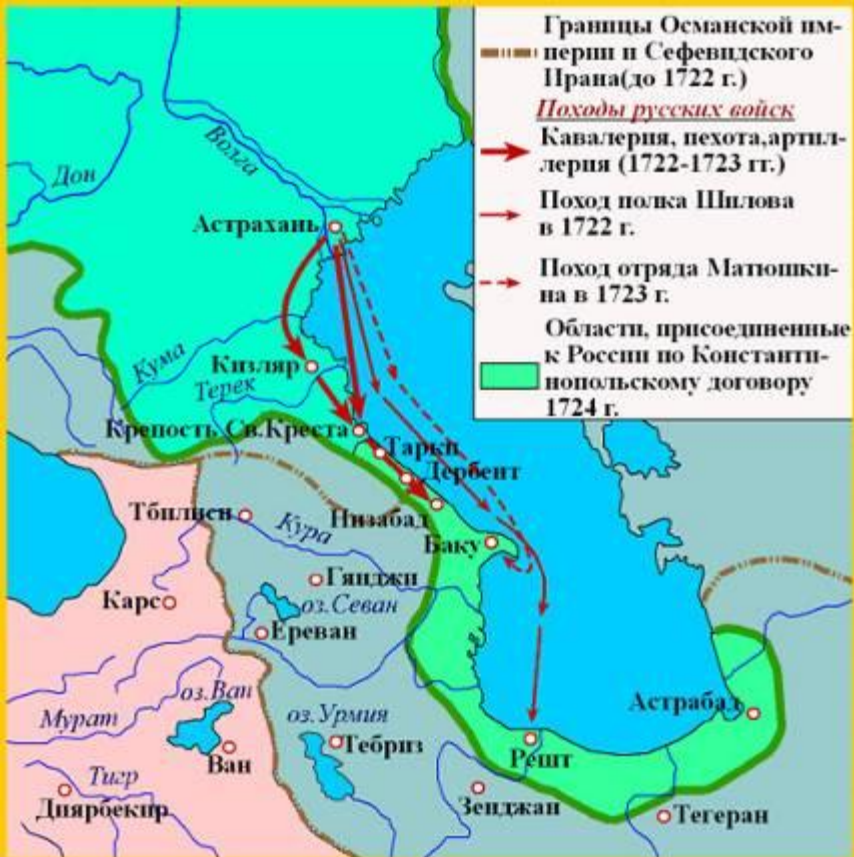 Границы Османской им-
перии и Сефевидского
Ирана(до 1722 г.)
Походы русских войск
Кавалерия, пехота,артил-
лерия (1722-1723 гг.)
Поход полка Шилова
в 1722 г.
Поход отряда Матюшки-
на в 1723 г.
Области, присоединенные
к России по Константи-
нопольскому договору
1724 г.
Волга
Дон
Астрахань
Кума
Кизляр
Терек
Крепость Св.Креста
Тарки
Дербент
Низабад
Тбилиси
Кура
Баку
Гянджи
Карс
оз.Севан
Ереван
оз.Ван
Мурат
оз.Урмия
Астрабад
Тебриз
Ван
Решт
Тигр
Диярбекир
Зенджан
Тегеран